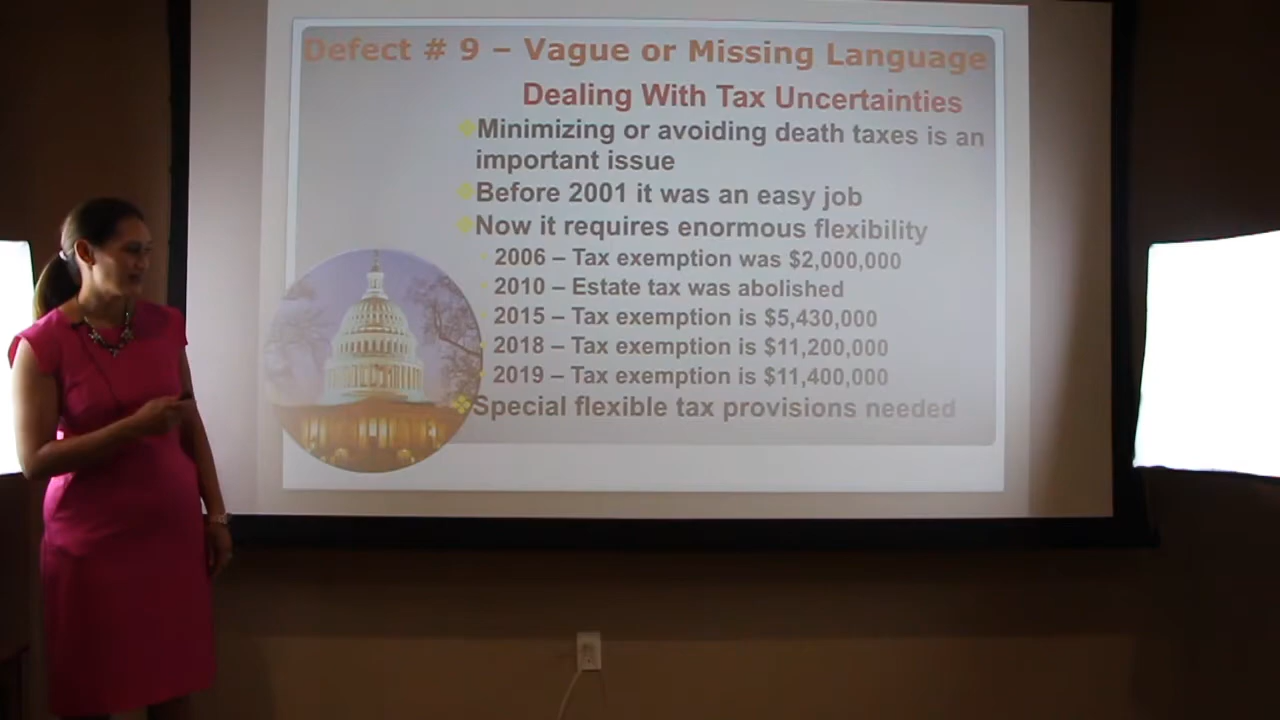 Defect # 9 – Vague or Missing Language
Dealing With Tax Uncertainties
Minimizing or avoiding death taxes is an
important issue
Before 2001 it was an easy job
Now it requires enormous flexibility
2006 – Tax exemption was $2,000,000
2010 – Estate tax was abolished
2015 – Tax exemption is $5,430,000
2018 – Tax exemption is $11,200,000
2019 – Tax exemption is $11,400,000
Special flexible tax provisions needed